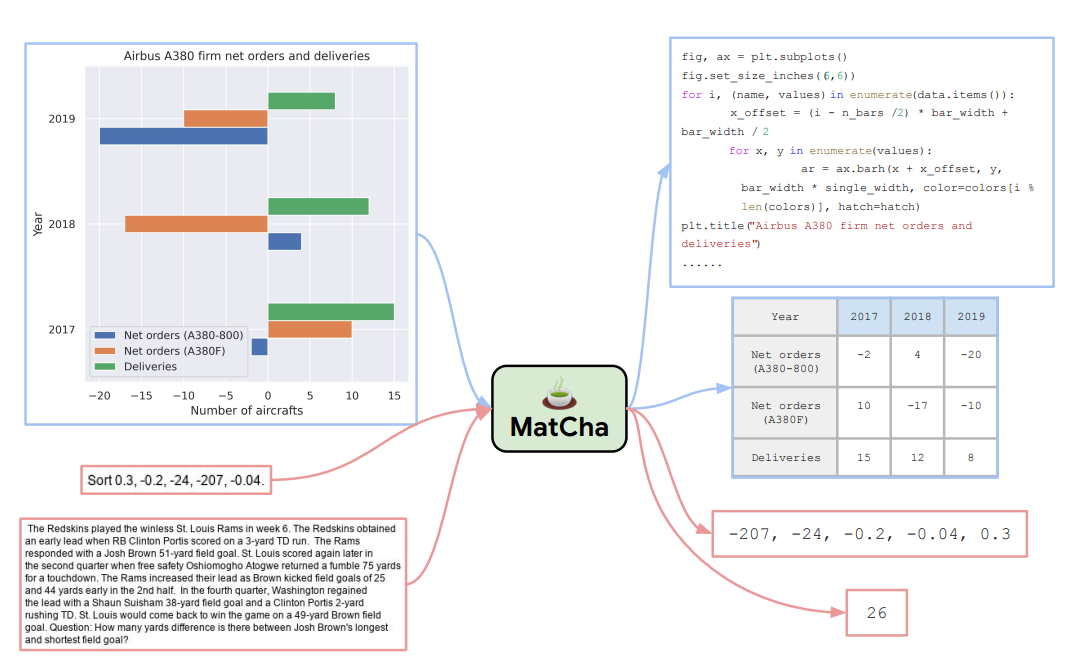 Airbus A380 firm net orders and deliveries
Year
2019
2018
2017
Net orders (A380-800)
Net orders (A380F)
Deliveries
−20 −15 −10 −5 0 5 10 15
Number of aircrafts
Sort 0.3, -0.2, -24, -207, -0.04.
The Redskins played the winless St. Louis Rams in week 6. The Redskins obtained
an early lead when RB Clinton Portis scored on a 3-yard TD run. The Rams
responded with a Josh Brown 51-yard field goal. St. Louis scored again later in
the second quarter when free safety Oshiomogho Atogwe returned a fumble 75 yards
for a touchdown. The Rams increased their lead as Brown kicked field goals of 25
and 44 yards early in the 2nd half. In the fourth quarter, Washington regained
the lead with a Shaun Suisham 38-yard field goal and a Clinton Portis 2-yard
rushing TD. St. Louis would come back to win the game on a 49-yard Brown field
goal. Question: How many yards difference is there between Josh Brown's longest
and shortest field goal?
MatCha
fig, ax = plt.subplots()
fig.set_size_inches((6,6))
for i, (name, values) in enumerate(data.items()):
x_offset = (i - n_bars /2) * bar_width +
bar_width / 2
for x, y in enumerate(values):
ar = ax.barh(x + x_offset, y,
bar_width * single_width, color=colors[i %
len(colors)], hatch=hatch)
plt.title("Airbus A380 firm net orders and
deliveries")
......
Year 2017 2018 2019
Net orders
(A380-800) -2 4 -20
Net orders
(A380F) 10 -17 -10
Deliveries 15 12 8
-207, -24, -0.2, -0.04, 0.3
26